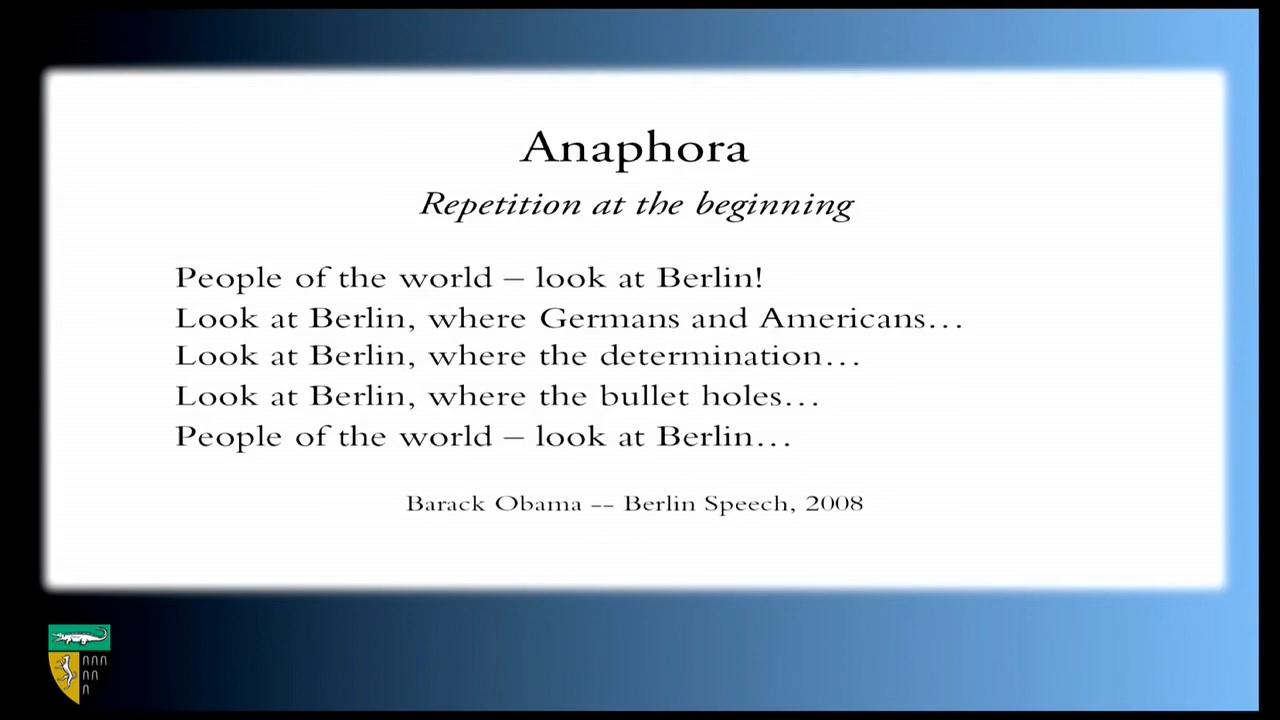 Anaphora
Repetition at the beginning
People of the world – look at Berlin!
Look at Berlin, where Germans and Americans…
Look at Berlin, where the determination…
Look at Berlin, where the bullet holes…
People of the world – look at Berlin…
Barack Obama -- Berlin Speech, 2008